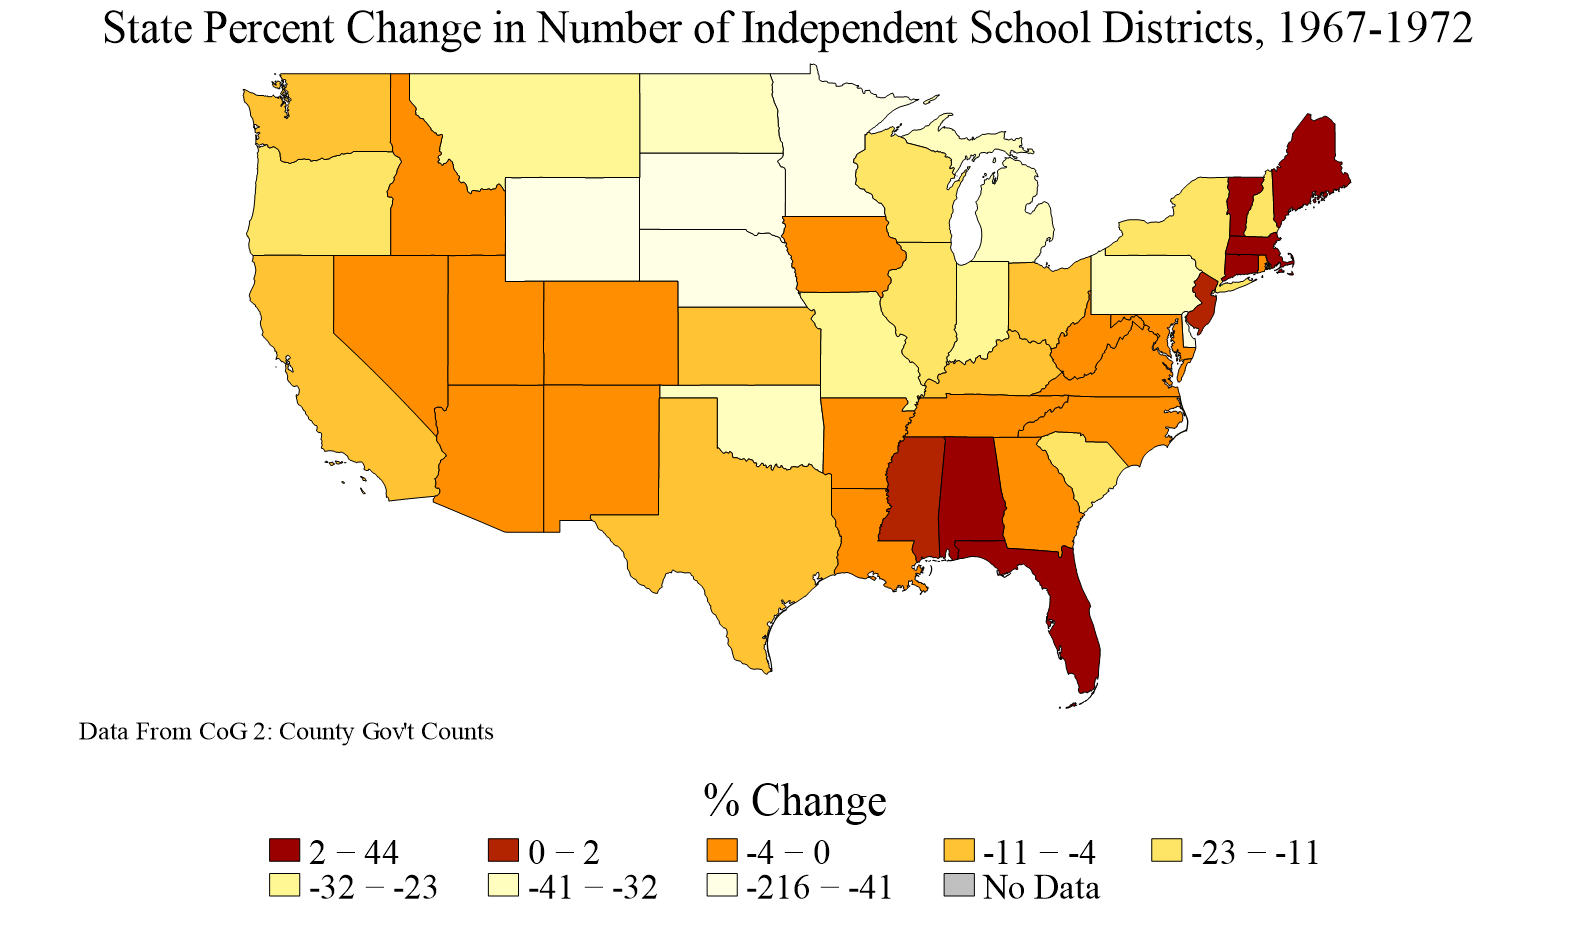 State Percent Change in Number of Independent School Districts, 1967-1972
Data From CoG 2: County Gov't Counts
% Change
2 − 44 0 − 2 -4 − 0 -11 − -4 -23 − -11
-32 − -23 -41 − -32 -216 − -41 No Data